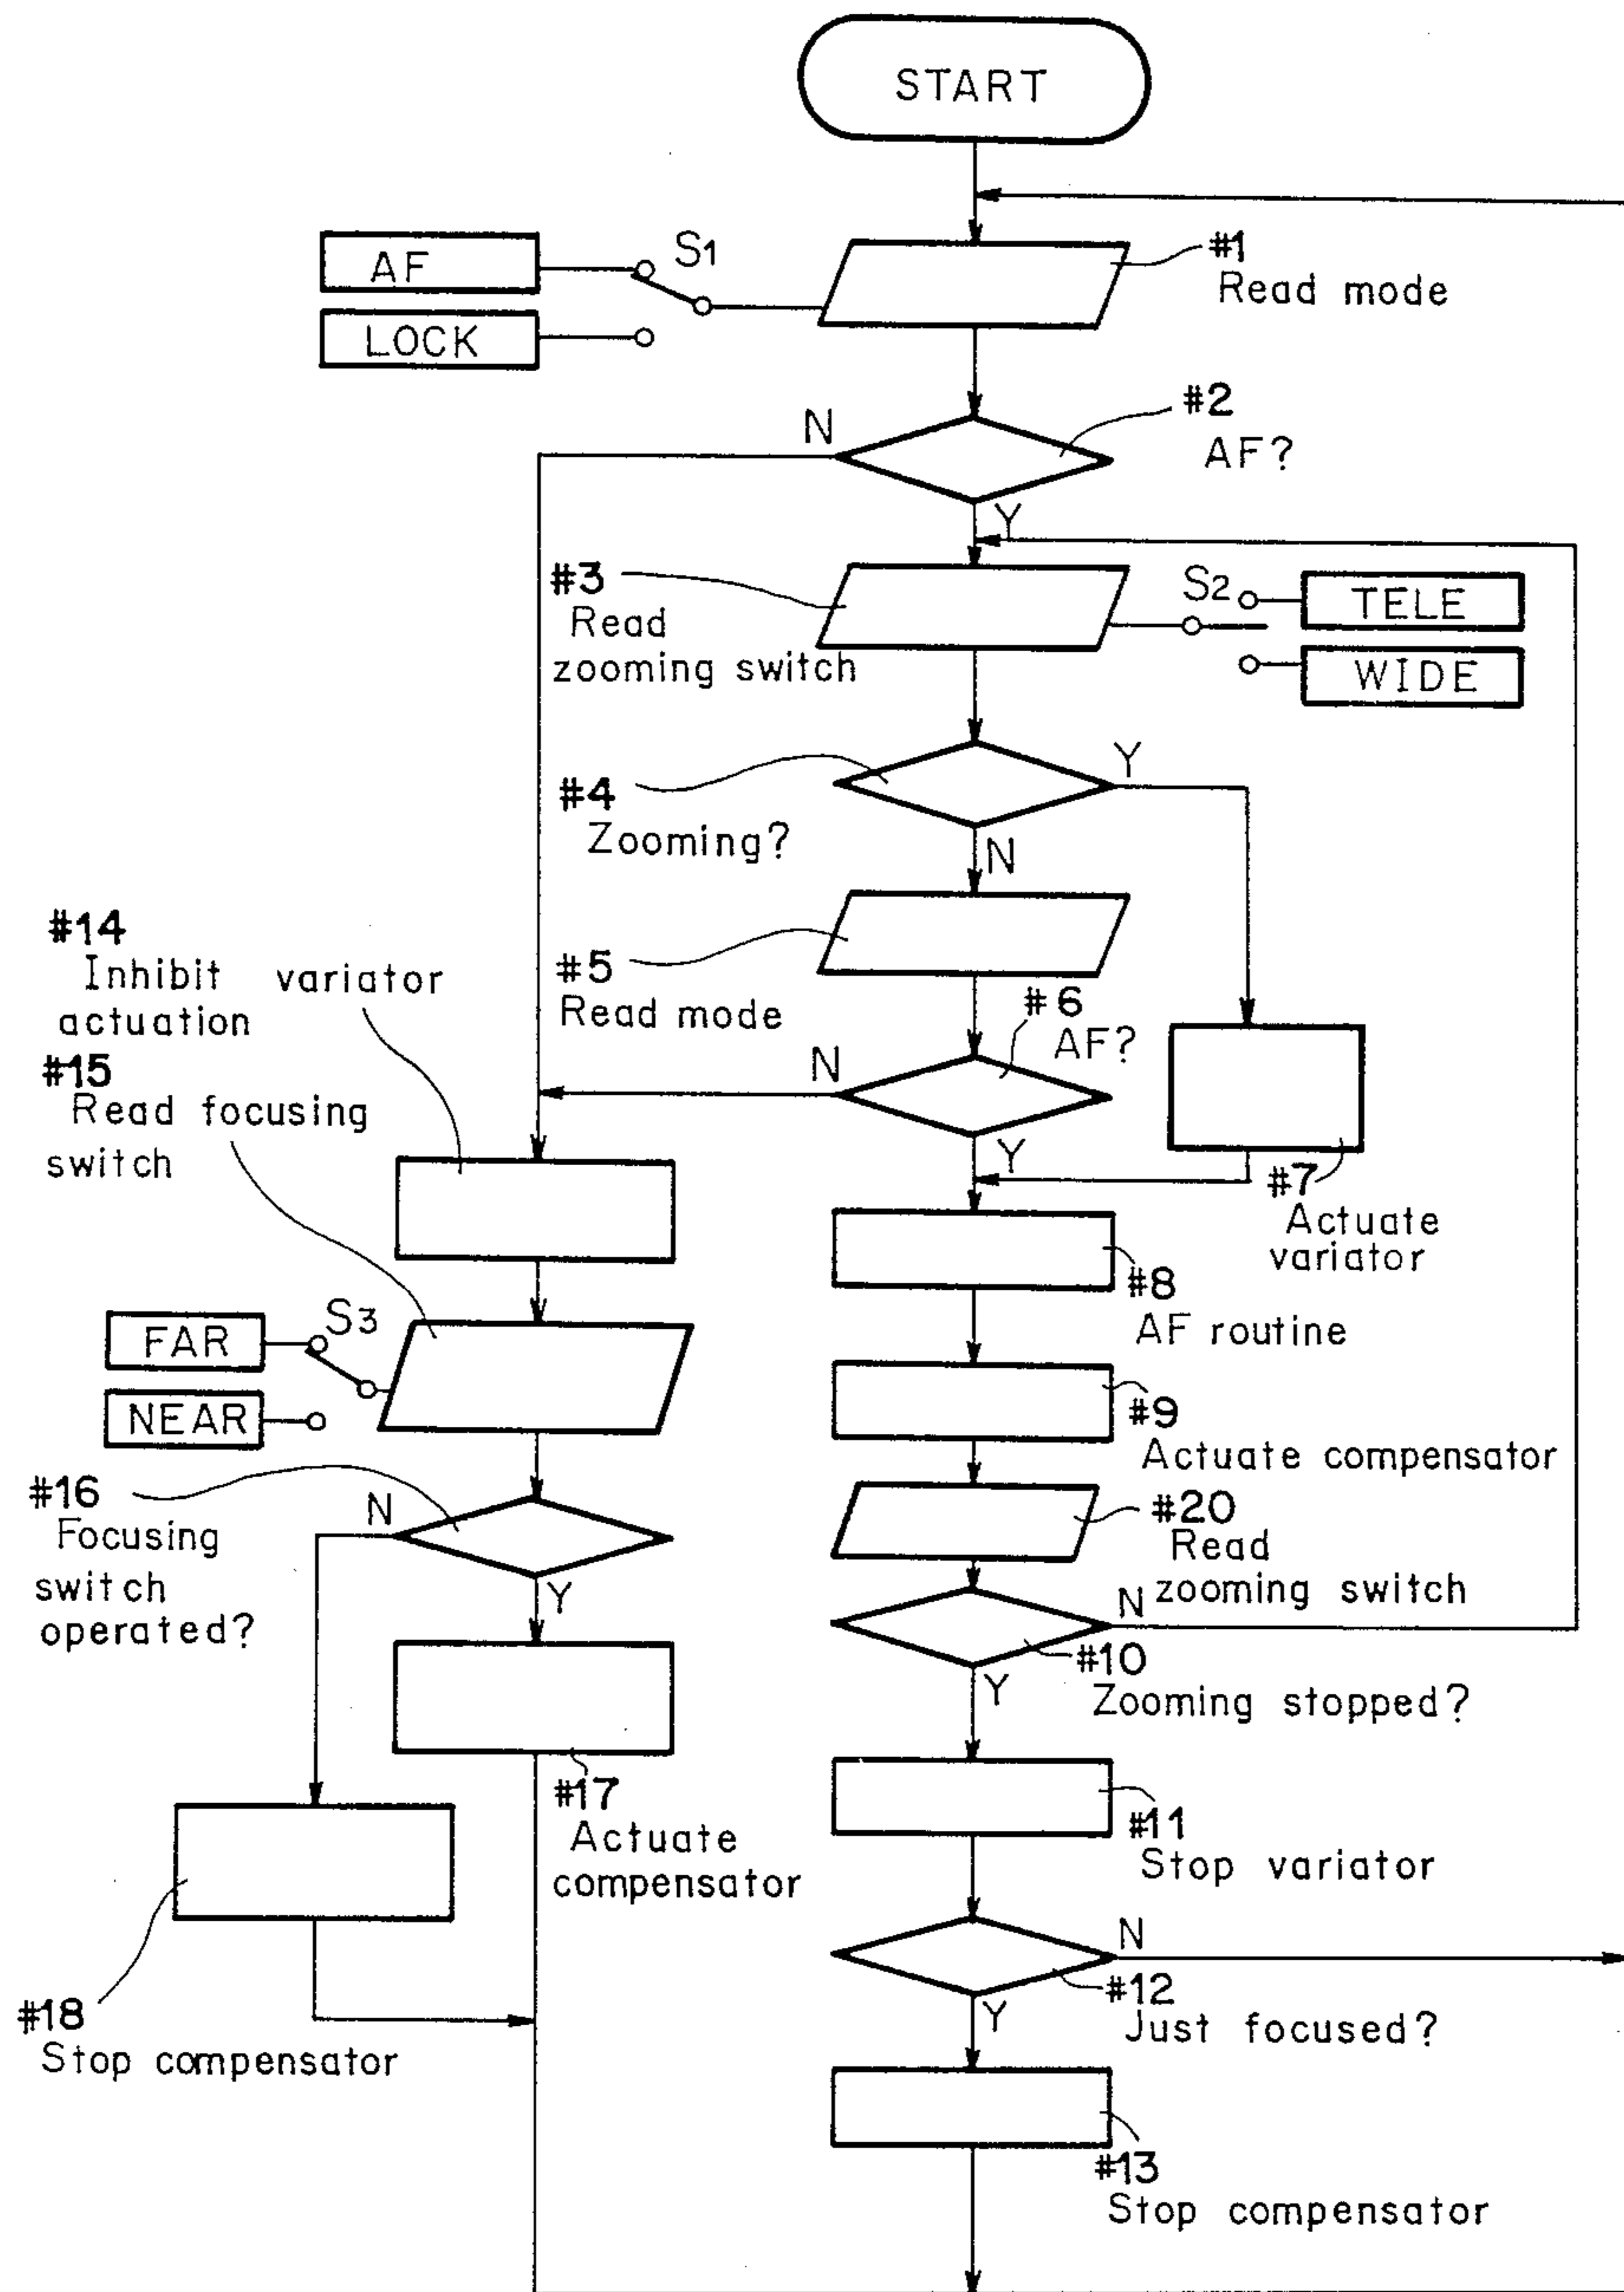 START
AF
S1
#1
Read mode
LOCK
#2
N
AF?
Y
#3
Read
zooming switch
S2
TELE
WIDE
Y
#4
Zooming?
N
#14
Inhibit variator
actuation
#5
Read mode
#6
AF?
#15
Read focusing
switch
N
Y
#7
Actuate
variator
#8
AF routine
FAR
S3
NEAR
#9
Actuate compensator
#16
Focusing
switch
operated?
N
#20
Read
zooming switch
Y
N
#10
Zooming stopped?
Y
#17
Actuate
compensator
#11
Stop variator
N
#12
Just focused?
Y
#18
Stop compensator
#13
Stop compensator